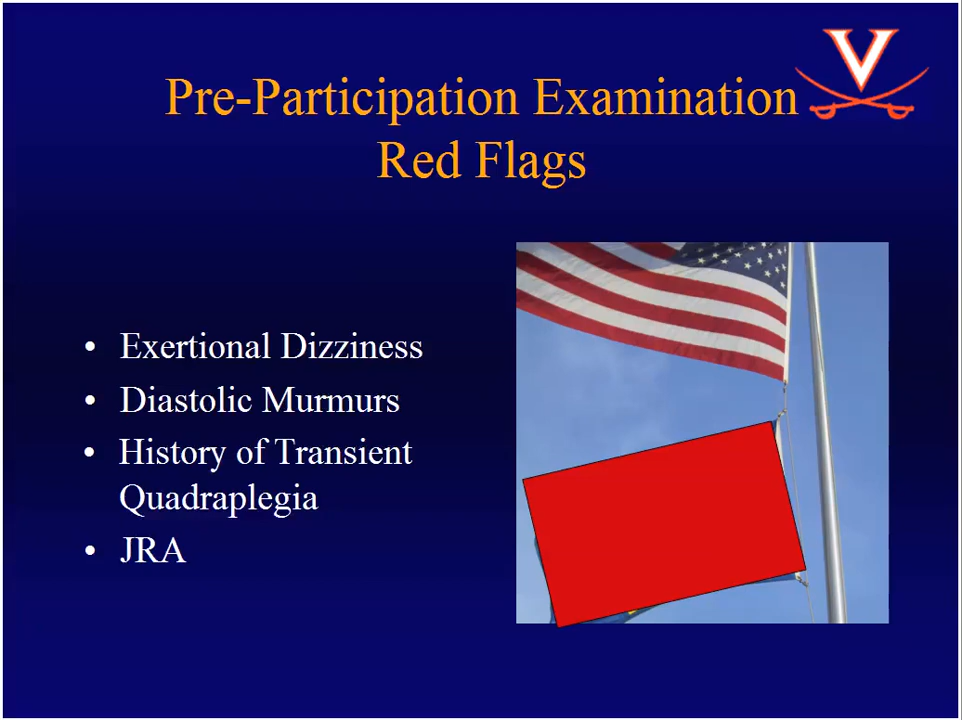 Pre-Participation Examination
Red Flags
• Exertional Dizziness
• Diastolic Murmurs
• History of Transient
Quadraplegia
• JRA